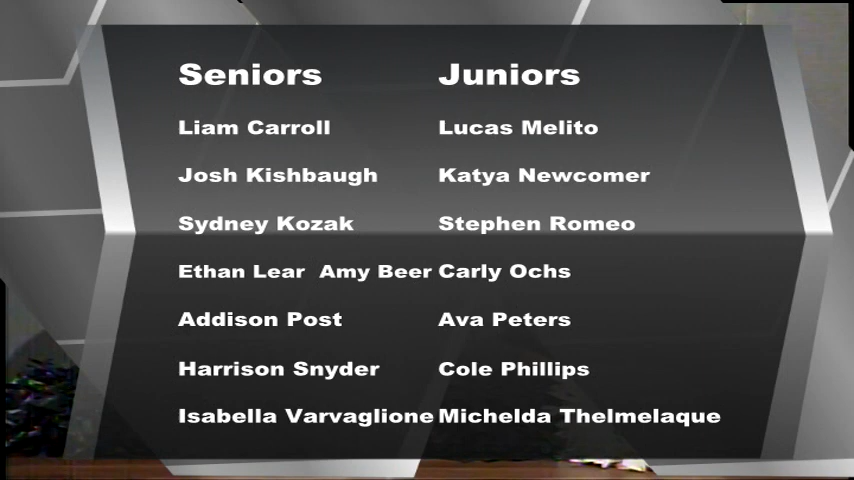 Seniors Juniors
Liam Carroll Lucas Melito
Josh Kishbaugh Katya Newcomer
Sydney Kozak Stephen Romeo
Ethan Lear Amy Beer Carly Ochs
Addison Post Ava Peters
Harrison Snyder Cole Phillips
Isabella Varvaglione Michelda Thelmelaque